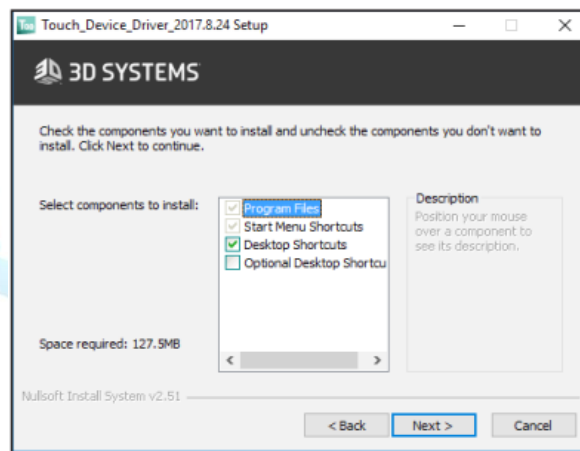 Too Touch_Device_Driver_2017.8.24 Setup
3D SYSTEMS
Check the components you want to install and uncheck the components you don't want to
install. Click Next to continue.
Select components to install:
Program Files
Start Menu Shortcuts
Desktop Shortcuts
Optional Desktop Shortcu
Description
Position your mouse
over a component to
see its description.
Space required: 127.5MB
Nullsoft Install System v2.51
< Back
Next >
Cancel